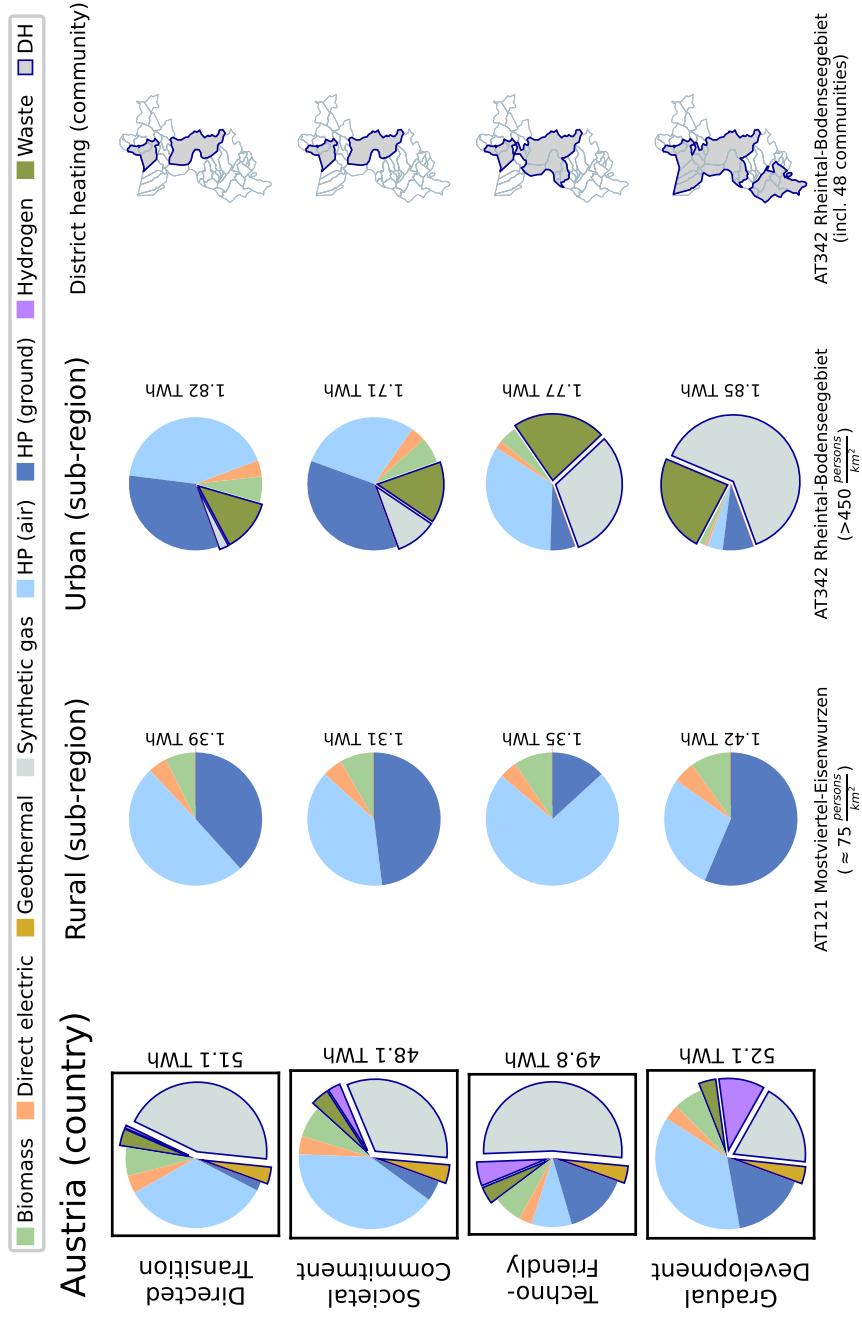 Biomass
Direct electric
Geothermal
Synthetic gas
HP (air)
HP (ground)
Hydrogen
Waste
DH
Austria (country)
Rural (sub-region)
Urban (sub-region)
District heating (community)
Directed
Transition
51.1 TWh
1.39 TWh
1.82 TWh
Societal
Commitment
48.1 TWh
1.31 TWh
1.71 TWh
Techno-
Friendly
49.8 TWh
1.35 TWh
1.77 TWh
Gradual
Development
52.1 TWh
1.42 TWh
1.85 TWh
AT121 Mostviertel-Eisenwurzen
(≈75 persons/km²)
AT342 Rheintal-Bodenseegebiet
(>450 persons/km²)
AT342 Rheintal-Bodenseegebiet
(incl. 48 communities)